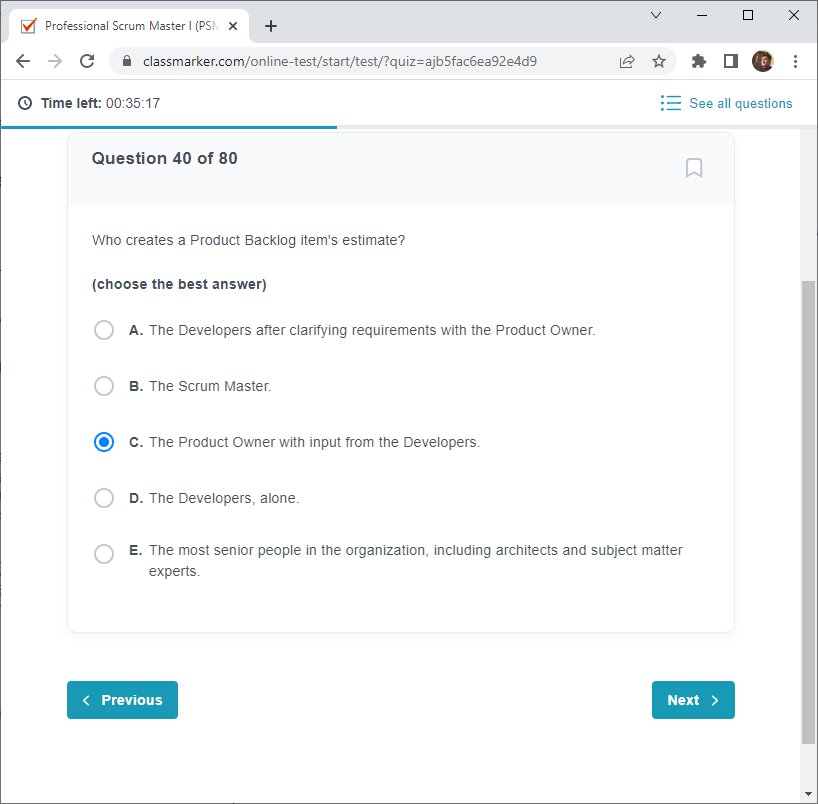 Professional Scrum Master I (PSM
classmarker.com/online-test/start/test/?quiz=ajb5fac6ea92e4d9
Time left: 00:35:17
See all questions
Question 40 of 80
Who creates a Product Backlog item's estimate?
(choose the best answer)
A. The Developers after clarifying requirements with the Product Owner.
B. The Scrum Master.
C. The Product Owner with input from the Developers.
D. The Developers, alone.
E. The most senior people in the organization, including architects and subject matter
experts.
Previous
Next